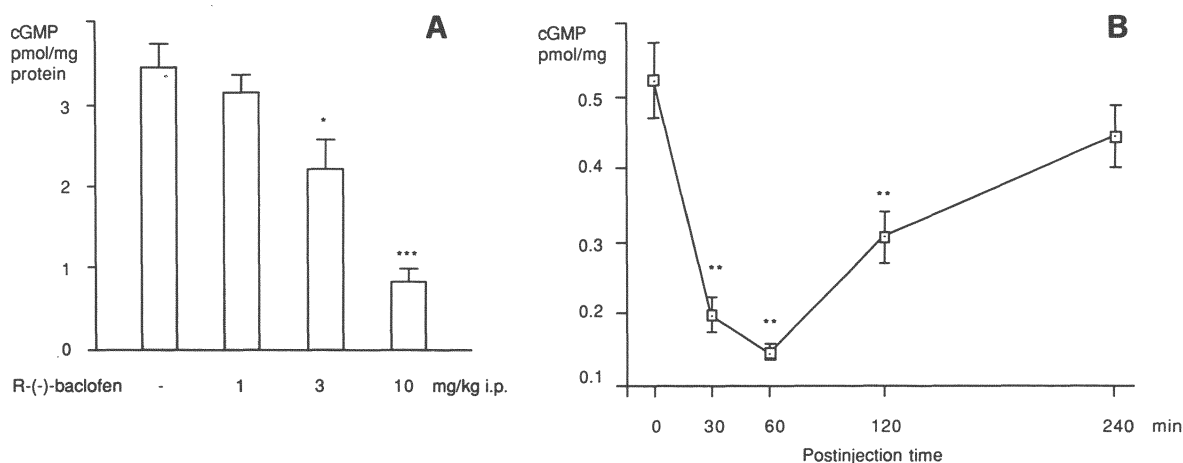 A
cGMP
pmol/mg
protein
3
2
1
0
*
***
R-(-)-baclofen - 1 3 10 mg/kg i.p.
B
cGMP
pmol/mg
0.5
0.4
0.3
0.2
0.1
**
**
**
0 30 60 120 240 min
Postinjection time